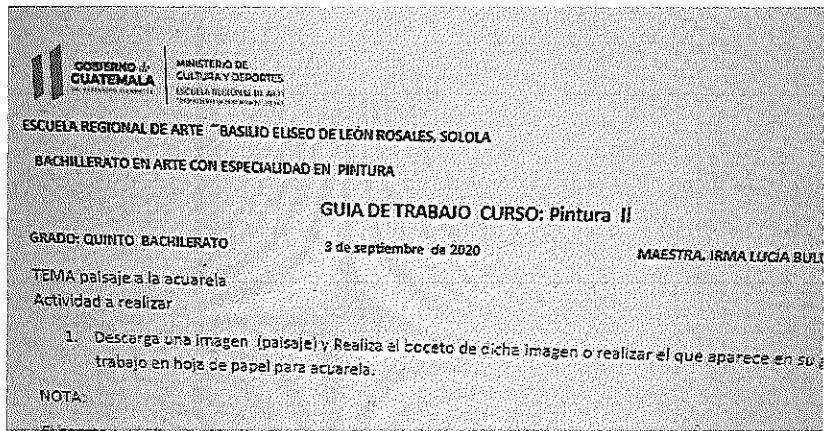 GOBIERNO de
GUATEMALA
MINISTERIO DE
CULTURA Y DEPORTES
ESCUELA REGIONAL DE ARTE
ESCUELA REGIONAL DE ARTE ¨BASILIO ELISEO DE LEÓN ROSALES, SOLOLA
BACHILLERATO EN ARTE CON ESPECIALIDAD EN PINTURA
GUIA DE TRABAJO CURSO: Pintura II
GRADO: QUINTO BACHILERATO 3 de septiembre de 2020 MAESTRA. IRMA LUCIA
TEMA paisaje a la acuarela
Actividad a realizar
1. Descarga una imagen (paisaje) y Realiza el boceto de dicha imagen o realizar el que aparece en su
trabajo en hoja de papel para acuarela.
NOTA: